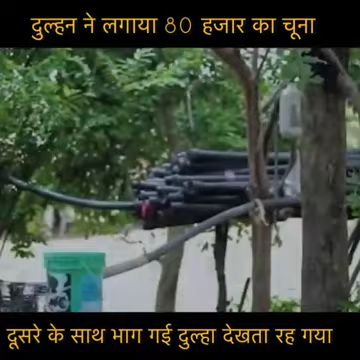 दुल्हन ने लगाया 80 हजार का चूना
दूसरे के साथ भाग गई दुल्हा देखता रह गया